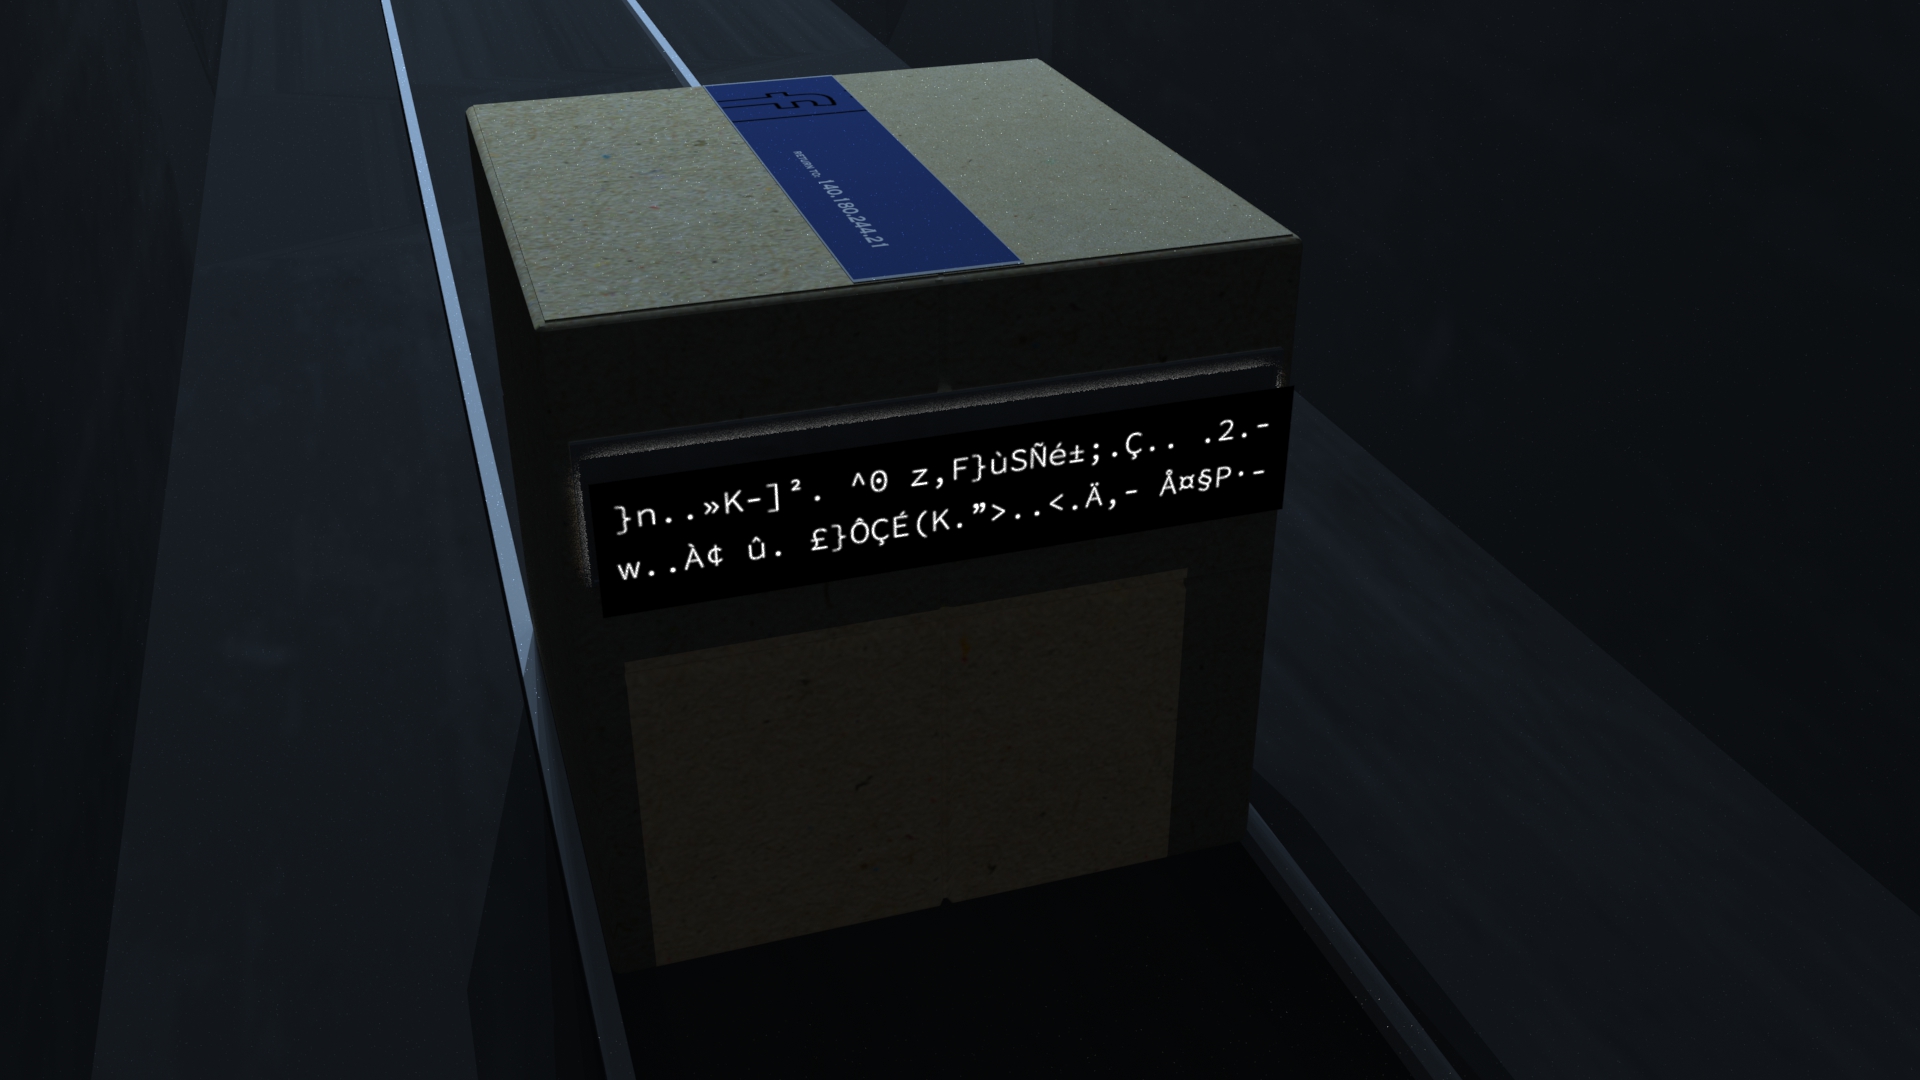 RETURN TO: 140.180.244.21
}n..»K-]². ^0 z,F}ùSÑé±;.Ç.. .2.-
w..À¢ û. £}ÔÇÉ(K.”>..<.Ä,- Å¤§P·-